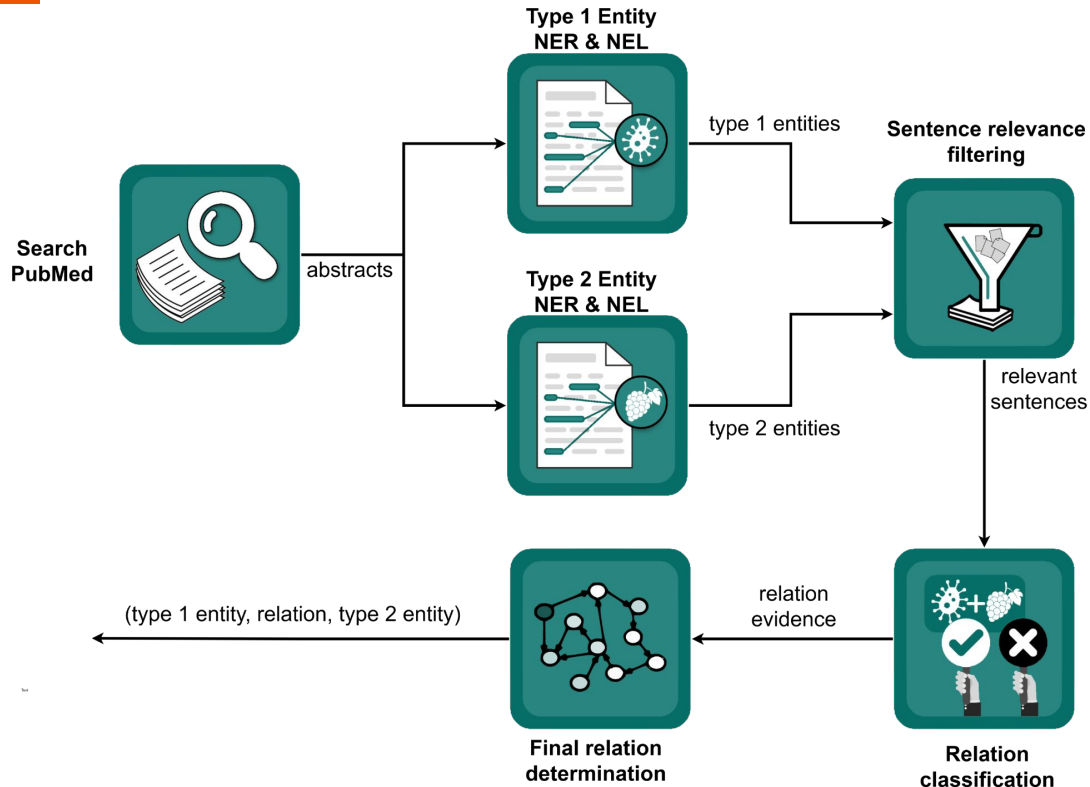 Type 1 Entity
NER & NEL
type 1 entities
Sentence relevance
filtering
Search
PubMed
abstracts
Type 2 Entity
NER & NEL
type 2 entities
relevant
sentences
(type 1 entity, relation, type 2 entity)
relation
evidence
Final relation
determination
Relation
classification